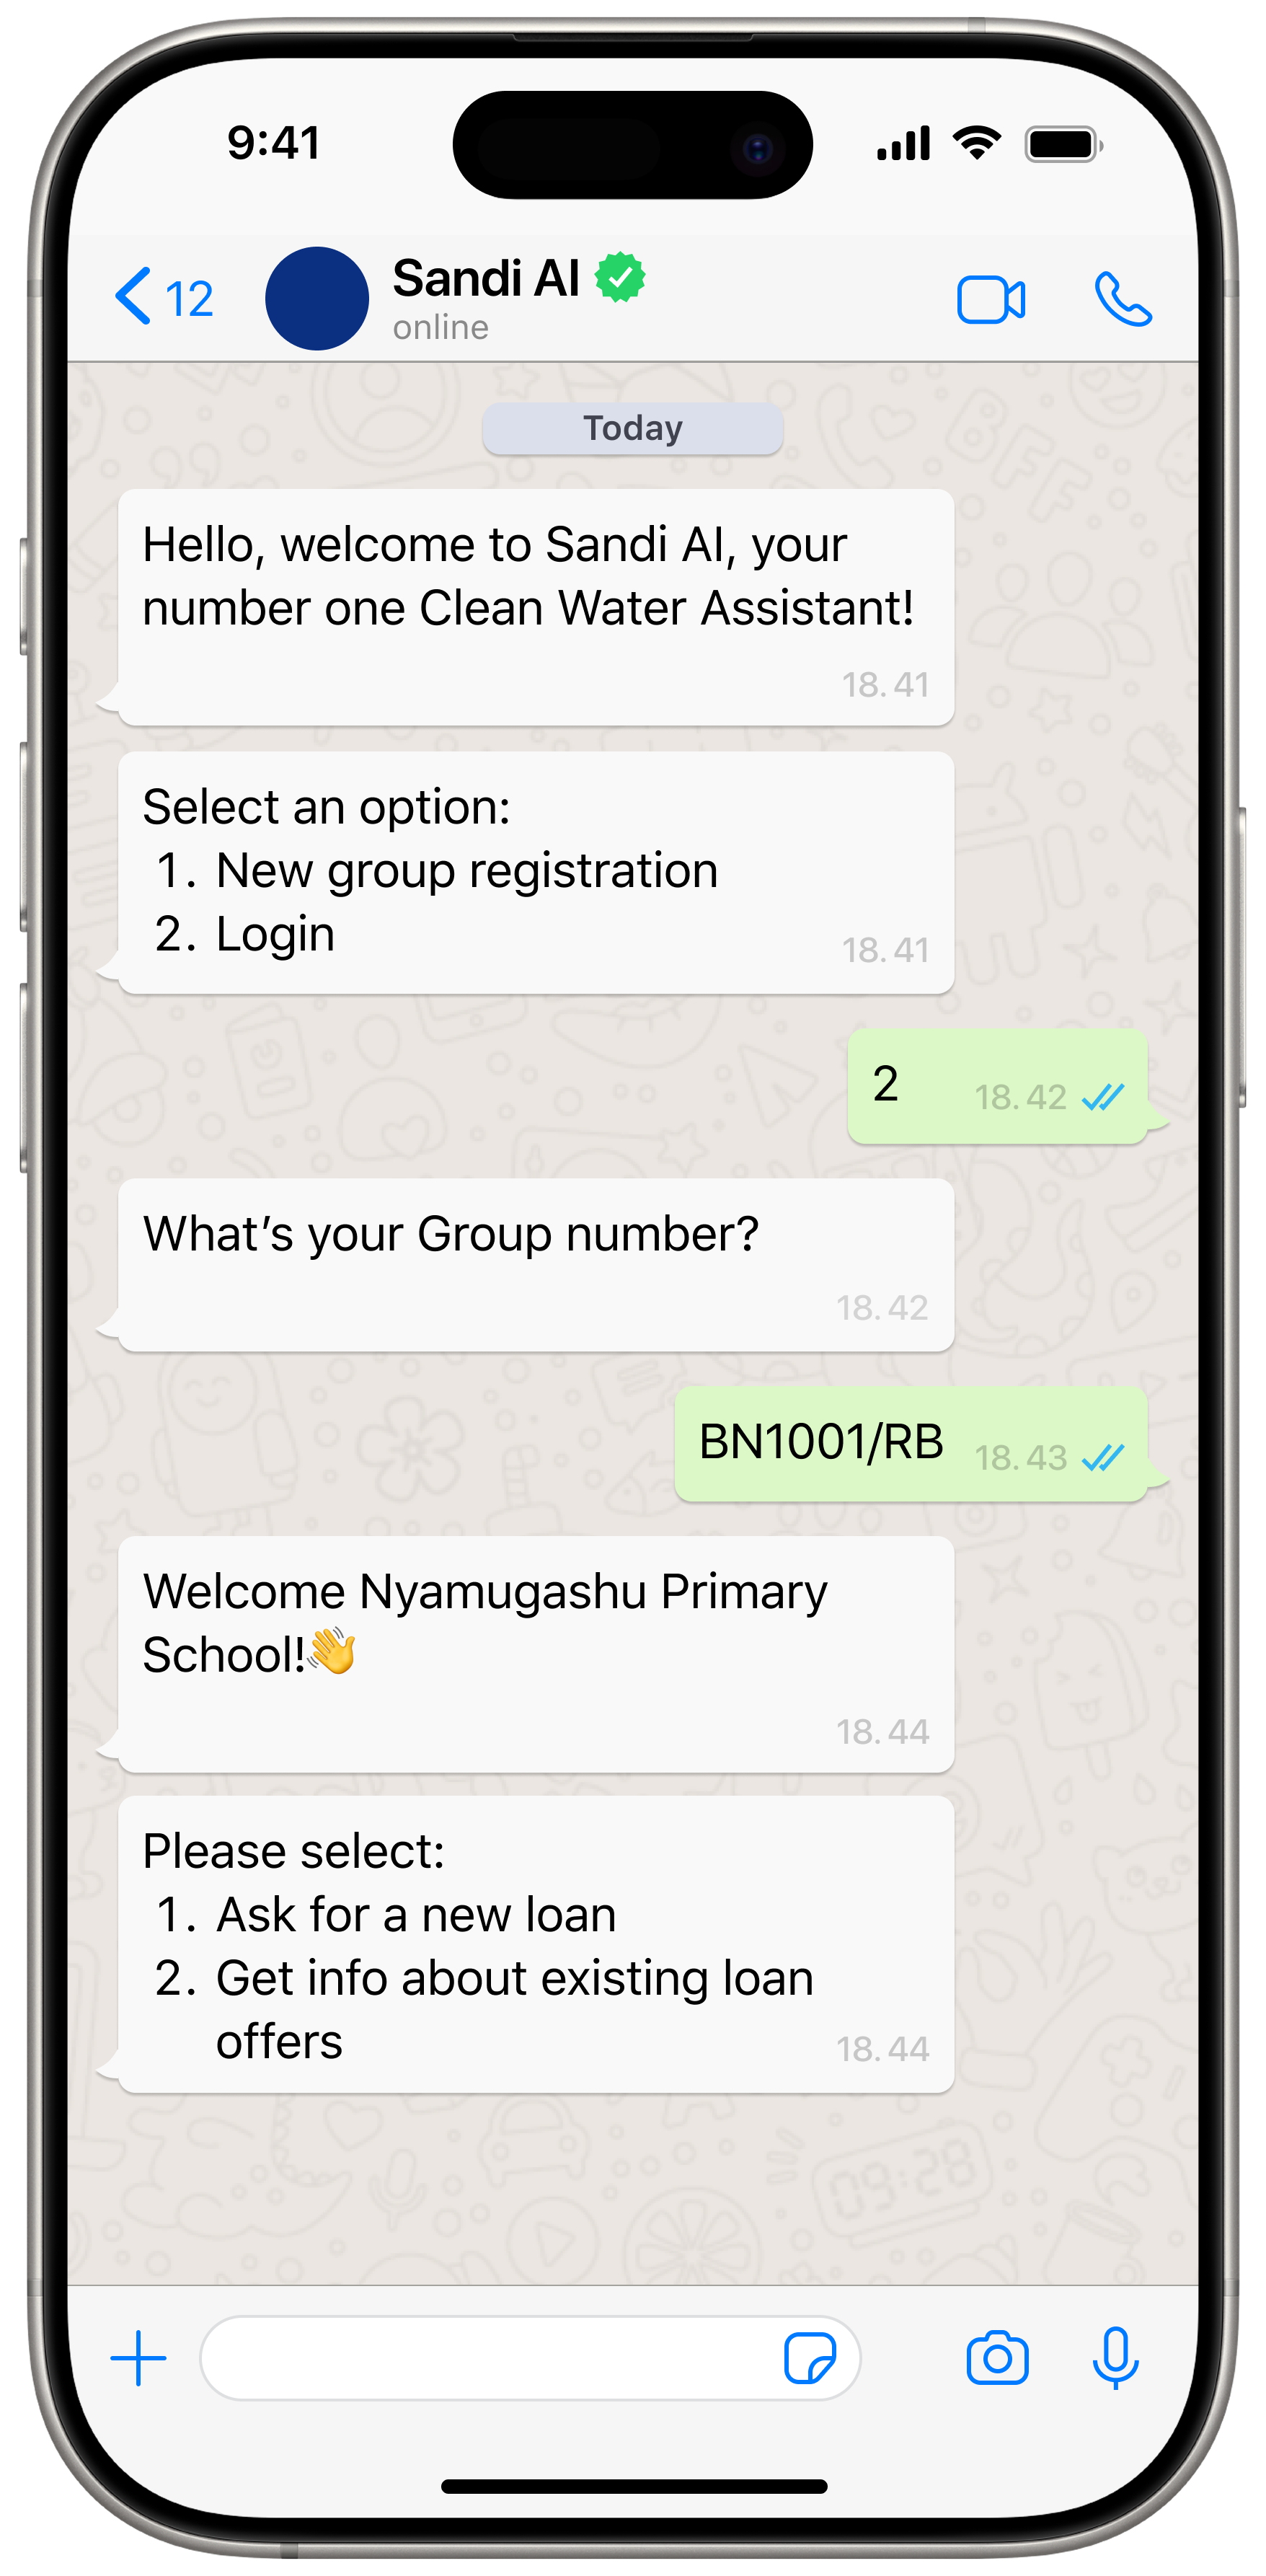 9:41
12
Sandi AI
online
Today
Hello, welcome to Sandi AI, your
number one Clean Water Assistant!
18.41
Select an option:
1. New group registration
2. Login
18.41
2 18.42
What's your Group number?
18.42
BN1001/RB 18.43
Welcome Nyamugashu Primary
School!👋
18.44
Please select:
1. Ask for a new loan
2. Get info about existing loan
offers
18.44
BFF
09:28